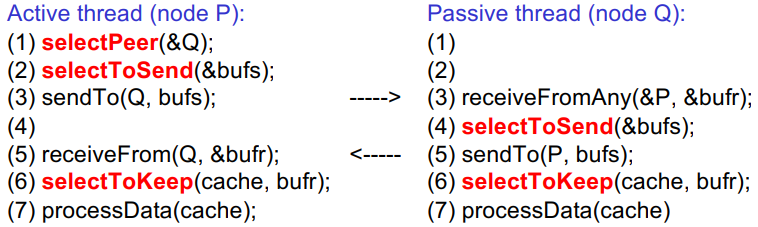 Active thread (node P): Passive thread (node Q):
(1) selectPeer(&Q); (1)
(2) selectToSend(&bufs); (2)
(3) sendTo(Q, bufs); -----> (3) receiveFromAny(&P, &bufr);
(4) (4) selectToSend(&bufs);
(5) receiveFrom(Q, &bufr); <----- (5) sendTo(P, bufs);
(6) selectToKeep(cache, bufr); (6) selectToKeep(cache, bufr);
(7) processData(cache); (7) processData(cache)